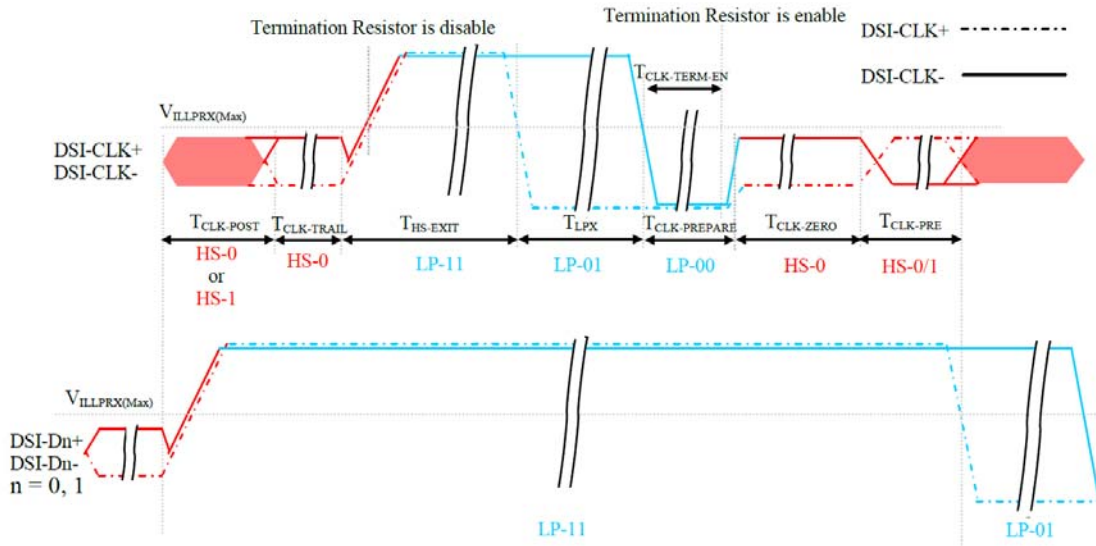 Termination Resistor is disable
Termination Resistor is enable
DSI-CLK+
DSI-CLK-
TCLK-TERM-EN
VILLPRX(Max)
DSI-CLK+
DSI-CLK-
TCLK-POST
TCLK-TRAIL
THS-EXIT
TLPX
TCLK-PREPARE
TCLK-ZERO
TCLK-PRE
HS-0
or
HS-1
HS-0
LP-11
LP-01
LP-00
HS-0
HS-0/1
VILLPRX(Max)
DSI-Dn+
DSI-Dn-
n = 0, 1
LP-11
LP-01